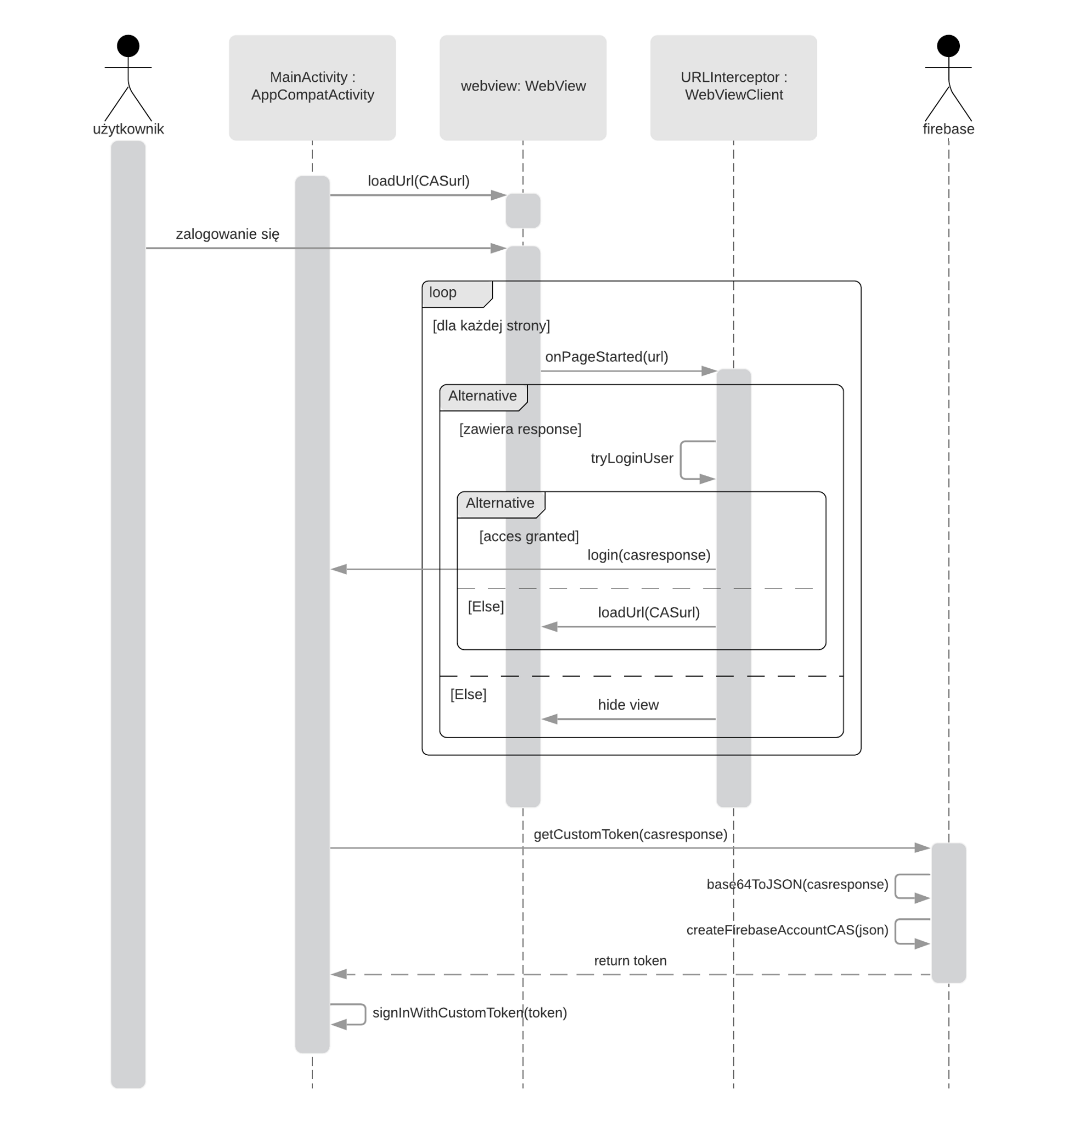 użytkownik
MainActivity :
AppCompatActivity
webview: WebView
URLInterceptor :
WebViewClient
firebase
loadUrl(CASurl)
zalogowanie się
loop
[dla każdej strony]
onPageStarted(url)
Alternative
[zawiera response]
tryLoginUser
Alternative
[acces granted]
login(casresponse)
[Else]
loadUrl(CASurl)
[Else]
hide view
getCustomToken(casresponse)
base64ToJSON(casresponse)
createFirebaseAccountCAS(json)
return token
signInWithCustomToken(token)